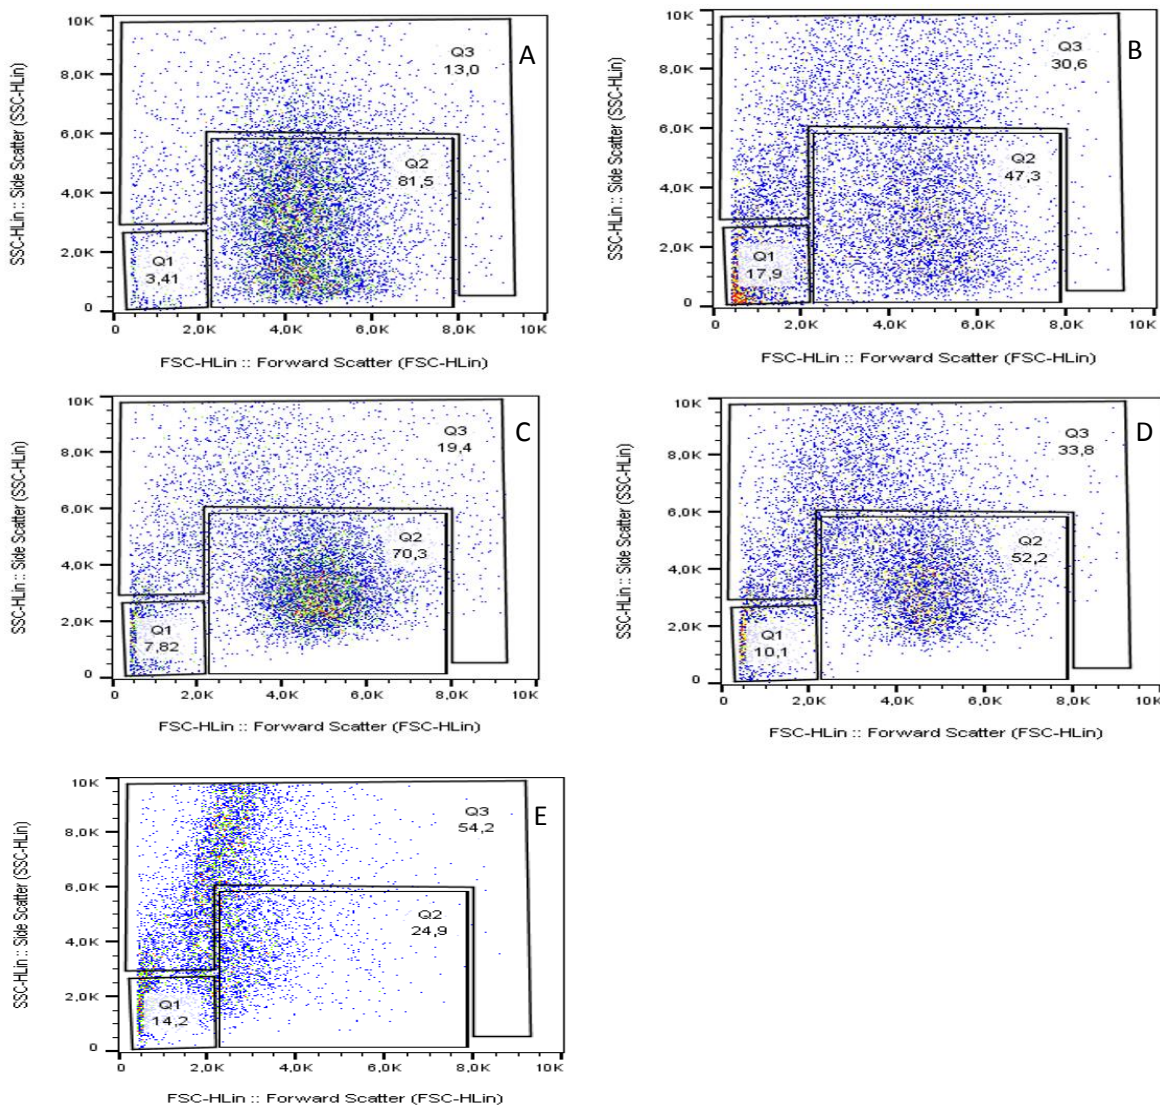 A
SSC-HLin :: Side Scatter (SSC-HLin)
10K
8,0K
6,0K
4,0K
2,0K
0
Q3
13,0
Q2
81,5
Q1
3,41
0 2,0K 4,0K 6,0K 8,0K 10K
FSC-HLin :: Forward Scatter (FSC-HLin)
B
SSC-HLin :: Side Scatter (SSC-HLin)
10K
8,0K
6,0K
4,0K
2,0K
0
Q3
30,6
Q2
47,3
Q1
17,9
0 2,0K 4,0K 6,0K 8,0K 10K
FSC-HLin :: Forward Scatter (FSC-HLin)
C
SSC-HLin :: Side Scatter (SSC-HLin)
10K
8,0K
6,0K
4,0K
2,0K
0
Q3
19,4
Q2
70,3
Q1
7,82
0 2,0K 4,0K 6,0K 8,0K 10K
FSC-HLin :: Forward Scatter (FSC-HLin)
D
SSC-HLin :: Side Scatter (SSC-HLin)
10K
8,0K
6,0K
4,0K
2,0K
0
Q3
33,8
Q2
52,2
Q1
10,1
0 2,0K 4,0K 6,0K 8,0K 10K
FSC-HLin :: Forward Scatter (FSC-HLin)
E
SSC-HLin :: Side Scatter (SSC-HLin)
10K
8,0K
6,0K
4,0K
2,0K
0
Q3
54,2
Q2
24,9
Q1
14,2
0 2,0K 4,0K 6,0K 8,0K 10K
FSC-HLin :: Forward Scatter (FSC-HLin)